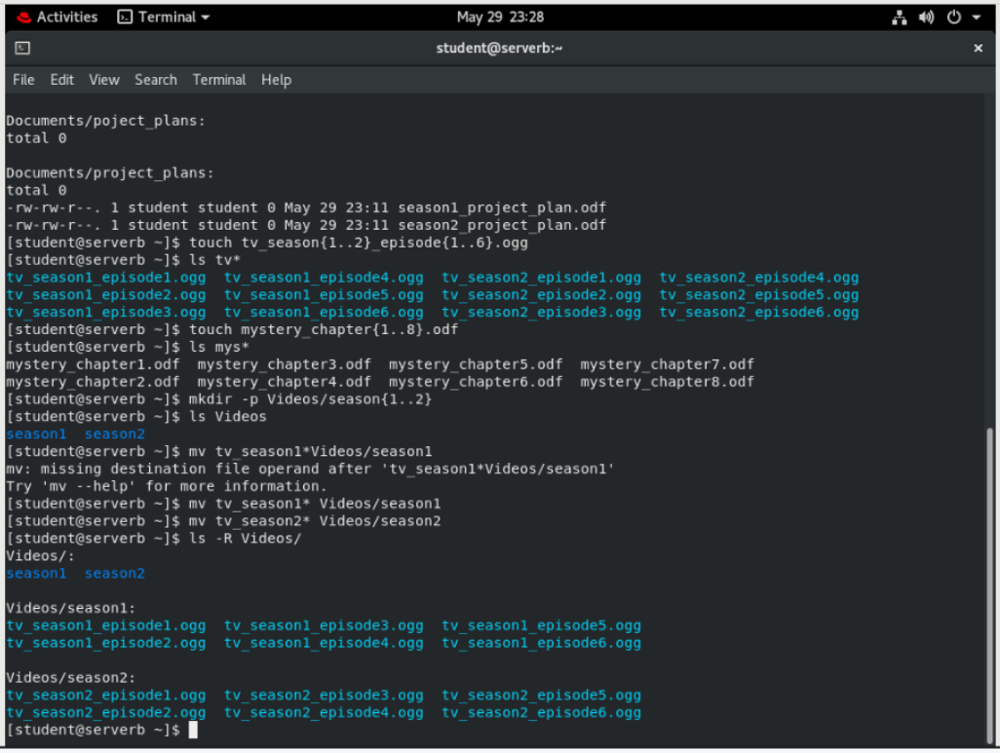 Activities Terminal May 29 23:28
student@serverb:~
File Edit View Search Terminal Help
Documents/poject_plans:
total 0
Documents/project_plans:
total 0
-rw-rw-r--. 1 student student 0 May 29 23:11 season1_project_plan.odf
-rw-rw-r--. 1 student student 0 May 29 23:11 season2_project_plan.odf
[student@serverb ~]$ touch tv_season{1..2}_episode{1..6}.ogg
[student@serverb ~]$ ls tv*
tv_season1_episode1.ogg tv_season1_episode4.ogg tv_season2_episode1.ogg tv_season2_episode4.ogg
tv_season1_episode2.ogg tv_season1_episode5.ogg tv_season2_episode2.ogg tv_season2_episode5.ogg
tv_season1_episode3.ogg tv_season1_episode6.ogg tv_season2_episode3.ogg tv_season2_episode6.ogg
[student@serverb ~]$ touch mystery_chapter{1..8}.odf
[student@serverb ~]$ ls mys*
mystery_chapter1.odf mystery_chapter3.odf mystery_chapter5.odf mystery_chapter7.odf
mystery_chapter2.odf mystery_chapter4.odf mystery_chapter6.odf mystery_chapter8.odf
[student@serverb ~]$ mkdir -p Videos/season{1..2}
[student@serverb ~]$ ls Videos
season1 season2
[student@serverb ~]$ mv tv_season1*Videos/season1
mv: missing destination file operand after 'tv_season1*Videos/season1'
Try 'mv --help' for more information.
[student@serverb ~]$ mv tv_season1* Videos/season1
[student@serverb ~]$ mv tv_season2* Videos/season2
[student@serverb ~]$ ls -R Videos/
Videos/:
season1 season2
Videos/season1:
tv_season1_episode1.ogg tv_season1_episode3.ogg tv_season1_episode5.ogg
tv_season1_episode2.ogg tv_season1_episode4.ogg tv_season1_episode6.ogg
Videos/season2:
tv_season2_episode1.ogg tv_season2_episode3.ogg tv_season2_episode5.ogg
tv_season2_episode2.ogg tv_season2_episode4.ogg tv_season2_episode6.ogg
[student@serverb ~]$